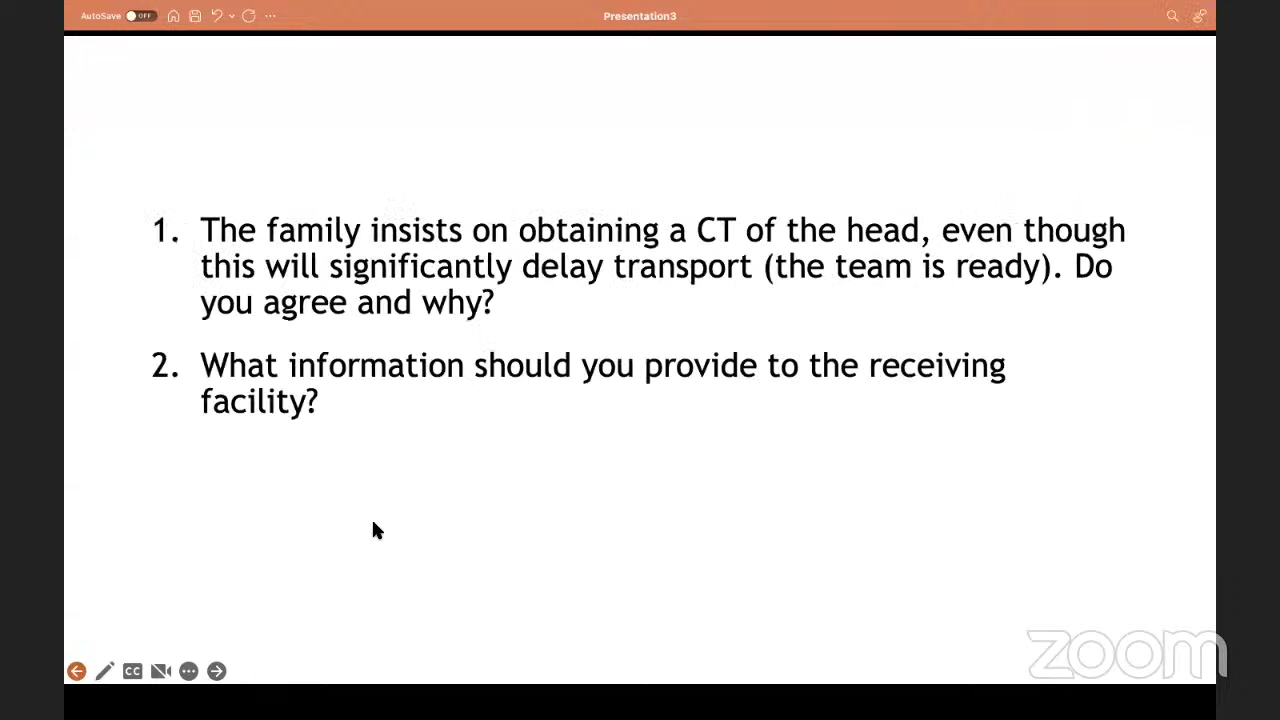 AutoSave OFF Presentation3
1. The family insists on obtaining a CT of the head, even though
this will significantly delay transport (the team is ready). Do
you agree and why?
2. What information should you provide to the receiving
facility?
CC
zoom